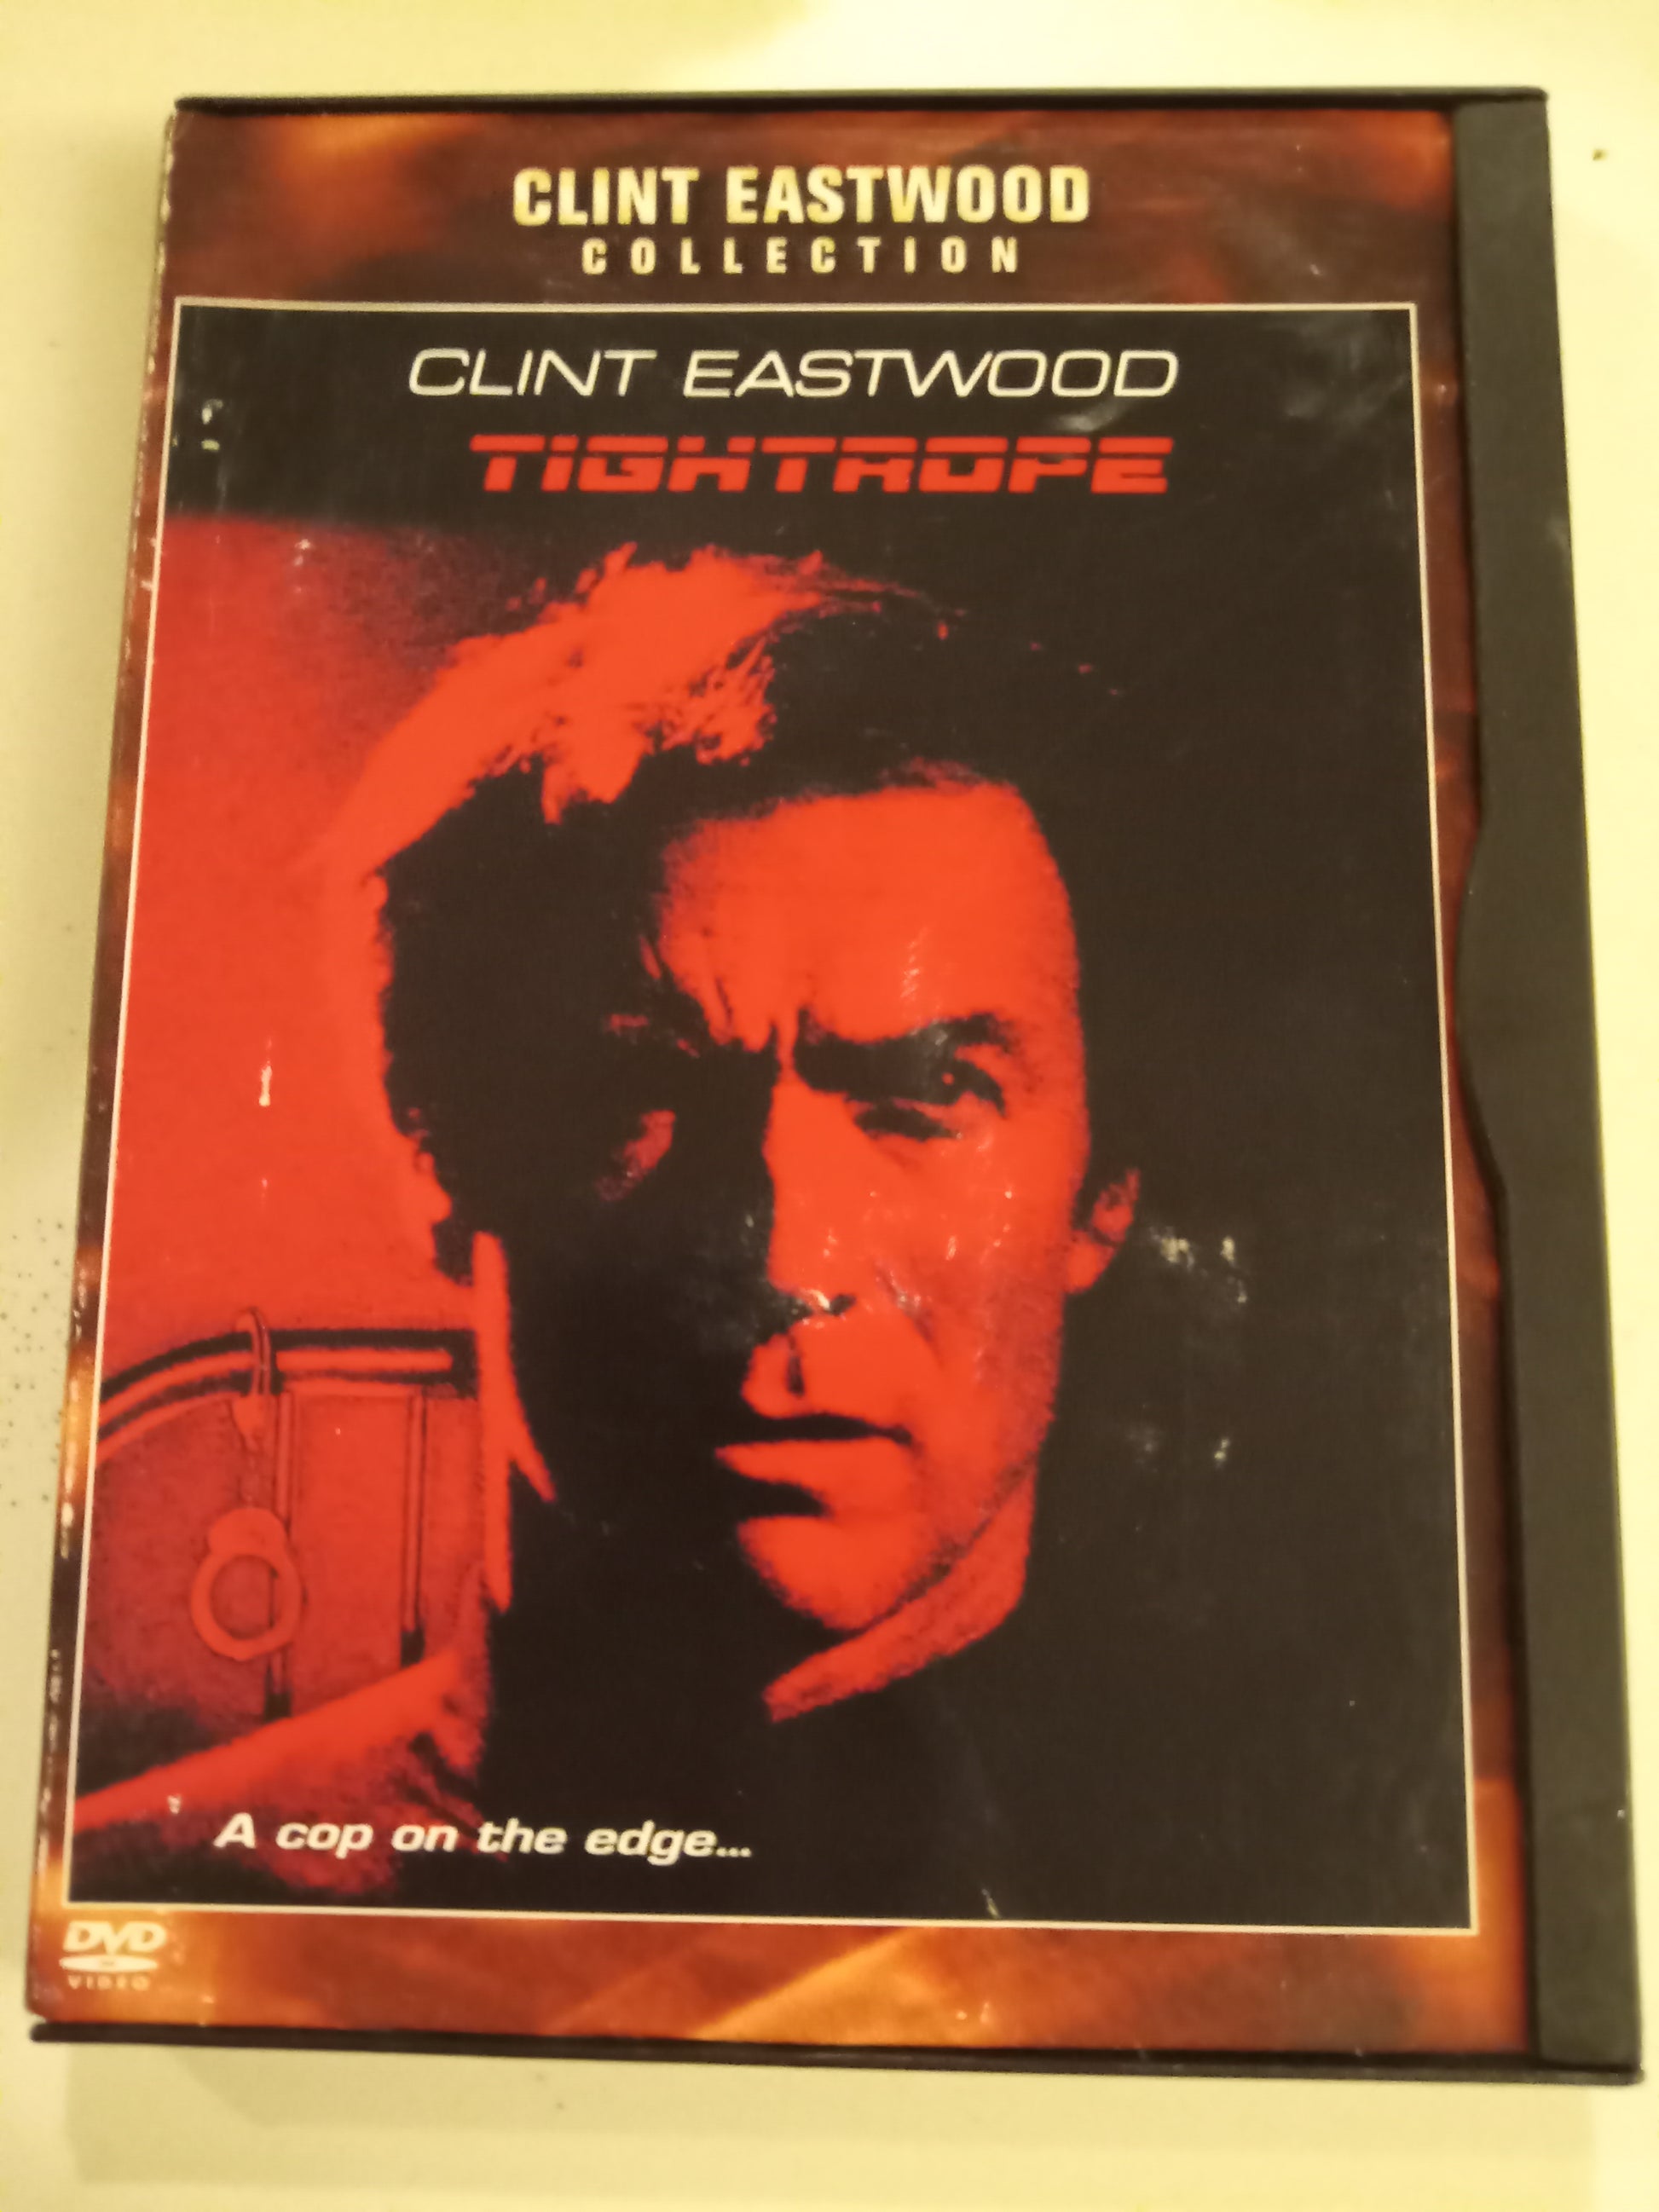 CLINT EASTWOOD
COLLECTION
CLINT EASTWOOD
TIGHTROPE
A cop on the edge...
DVD
VIDEO